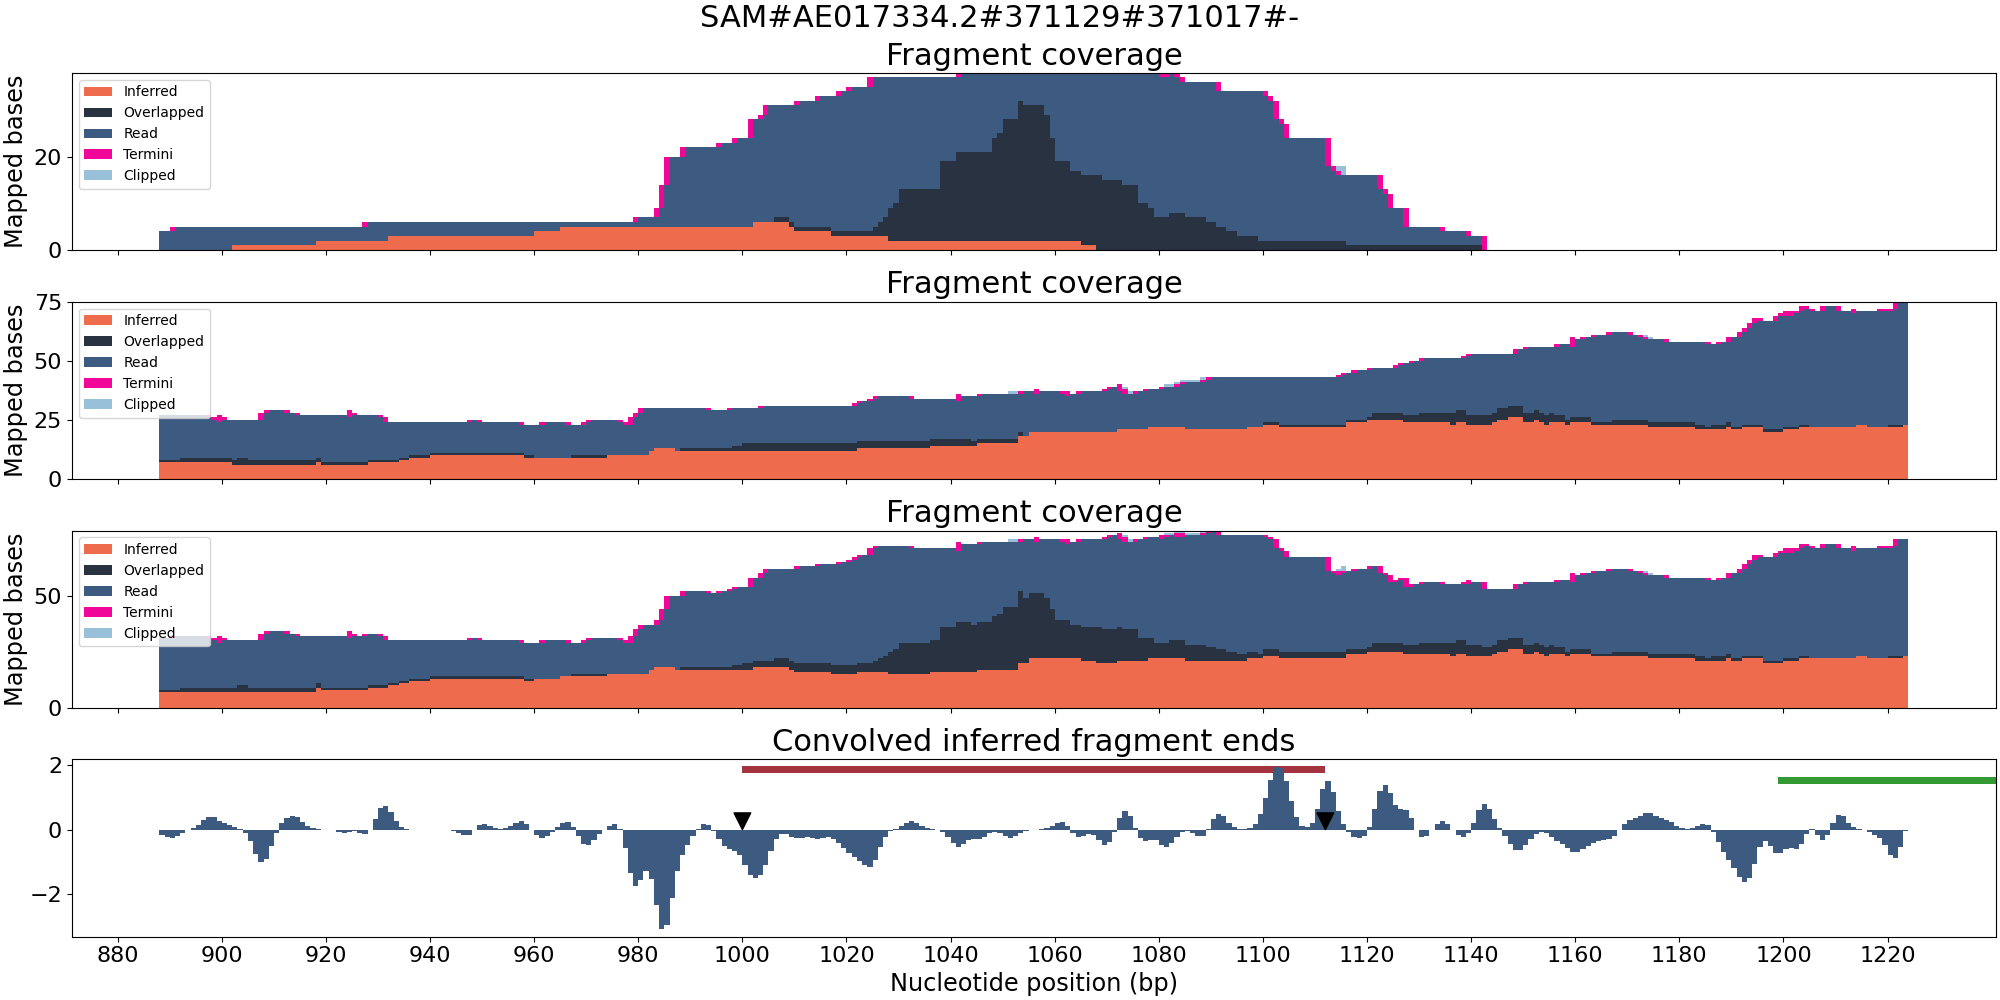 SAM#AE017334.2#371129#371017#-
Fragment coverage
Mapped bases
Inferred
Overlapped
Read
Termini
Clipped
20
0
Fragment coverage
Mapped bases
Inferred
Overlapped
Read
Termini
Clipped
75
50
25
0
Fragment coverage
Mapped bases
Inferred
Overlapped
Read
Termini
Clipped
50
0
Convolved inferred fragment ends
2
0
−2
880 900 920 940 960 980 1000 1020 1040 1060 1080 1100 1120 1140 1160 1180 1200 1220
Nucleotide position (bp)